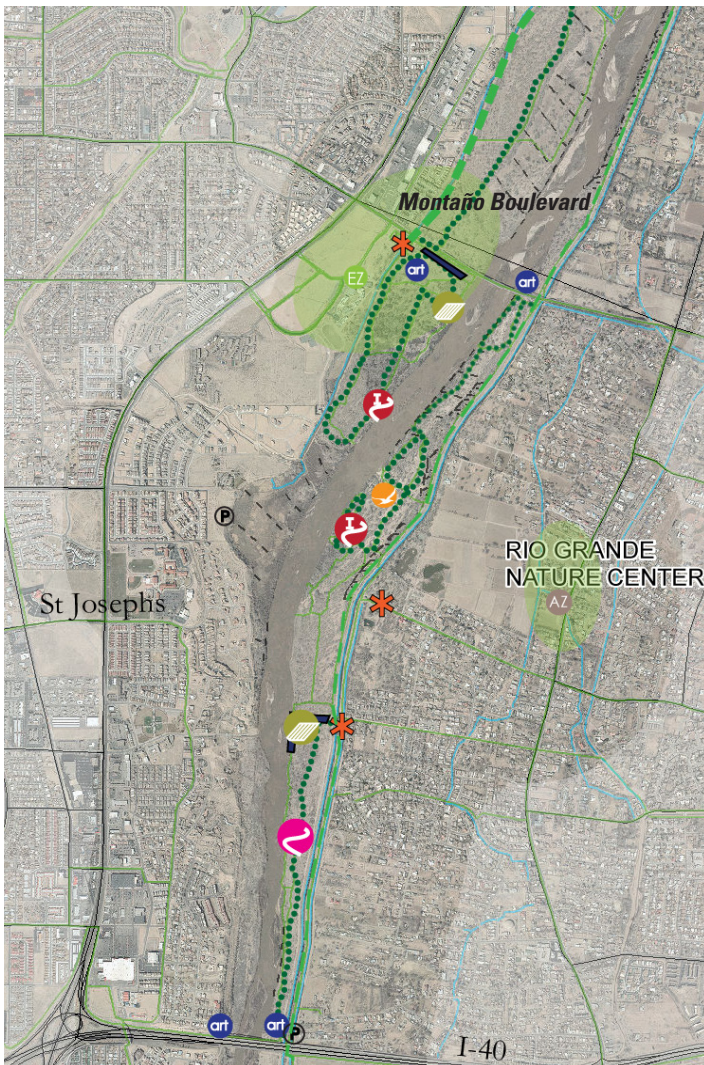 Montaño Boulevard
EZ
art
art
P
RIO GRANDE
NATURE CENTER
AZ
St Josephs
art
art
P
I-40